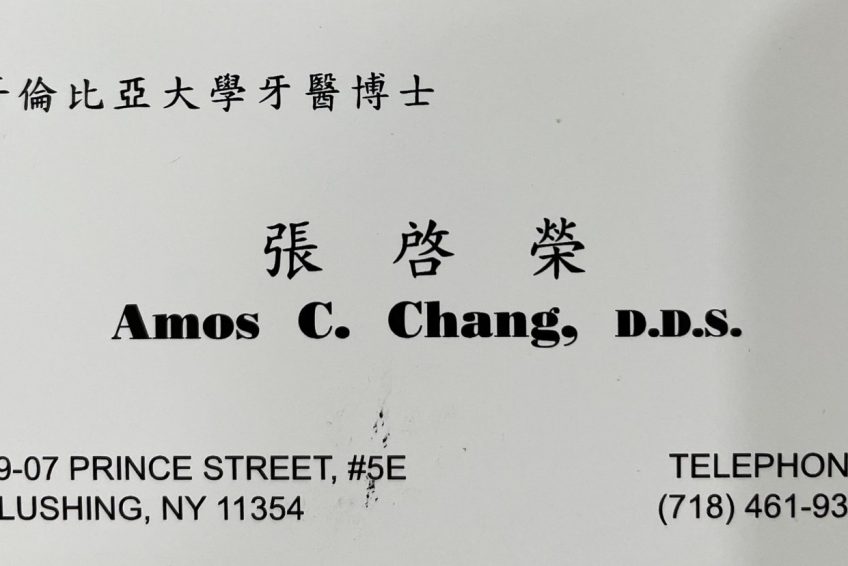 倫比亞大學牙醫博士
張啓榮
Amos C. Chang, D.D.S.
9-07 PRINCE STREET, #5E
LUSHING, NY 11354
TELEPHON
(718) 461-93